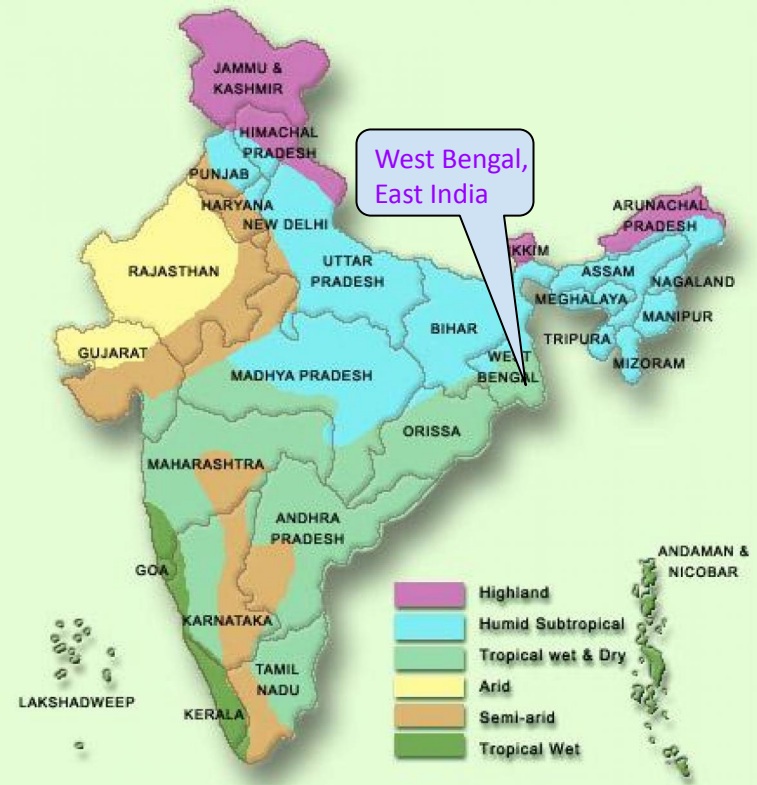 JAMMU &
KASHMIR
HIMACHAL
PRADESH
PUNJAB
West Bengal,
East India
HARYANA
NEW DELHI
ARUNACHAL
PRADESH
KKIM
RAJASTHAN
UTTAR
PRADESH
ASSAM
NAGALAND
MEGHALAYA
MANIPUR
BIHAR
TRIPURA
GUJARAT
WEST
BENGAL
MIZORAM
MADHYA PRADESH
ORISSA
MAHARASHTRA
ANDHRA
PRADESH
ANDAMAN &
NICOBAR
GOA
KARNATAKA
TAMIL
NADU
LAKSHADWEEP
KERALA
Highland
Humid Subtropical
Tropical wet & Dry
Arid
Semi-arid
Tropical Wet